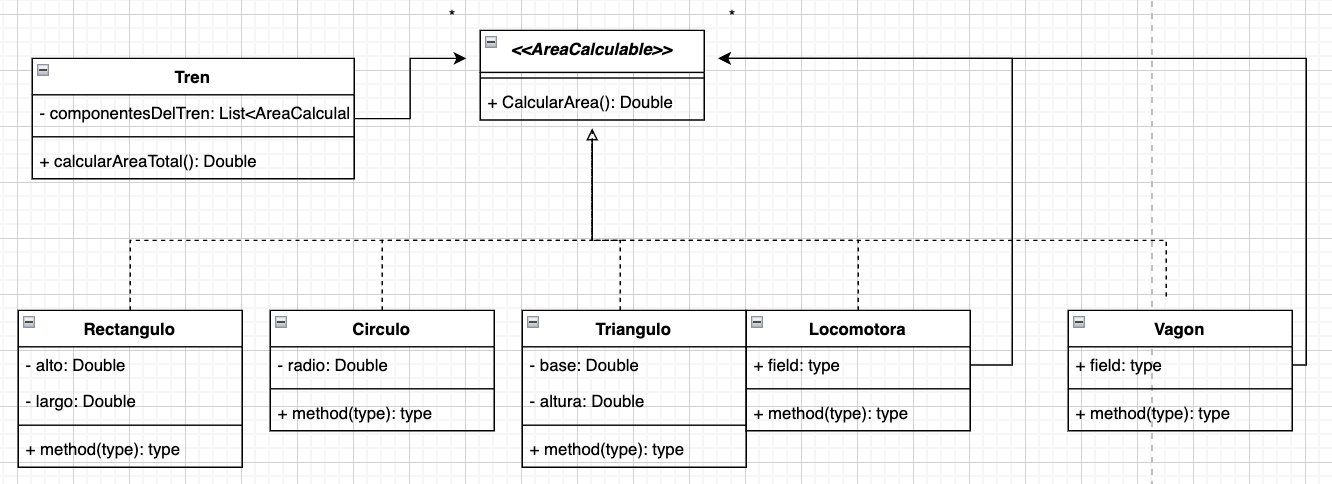 *
*
<<AreaCalculable>>
+ CalcularArea(): Double
Tren
- componentesDelTren: List<AreaCalculal
+ calcularAreaTotal(): Double
Rectangulo
- alto: Double
- largo: Double
+ method(type): type
Circulo
- radio: Double
+ method(type): type
Triangulo
- base: Double
- altura: Double
+ method(type): type
Locomotora
+ field: type
+ method(type): type
Vagon
+ field: type
+ method(type): type